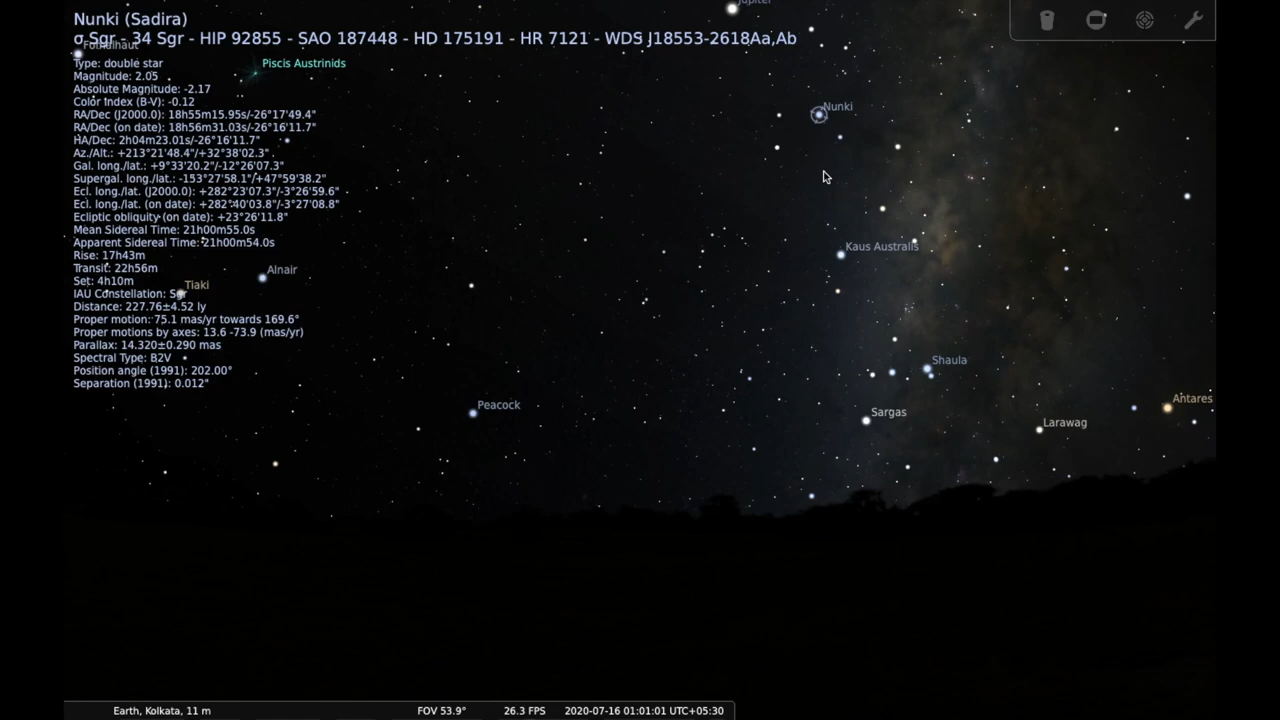 Nunki (Sadira)
σ Sgr - 34 Sgr - HIP 92855 - SAO 187448 - HD 175191 - HR 7121 - WDS J18553-2618Aa,Ab
Jupiter
Fomalhaut
Type: double star
Piscis Austrinids
Magnitude: 2.05
Absolute Magnitude: -2.17
Color Index (B-V): -0.12
RA/Dec (J2000.0): 18h55m15.95s/-26°17'49.4"
RA/Dec (on date): 18h56m31.03s/-26°16'11.7"
HA/Dec: 2h04m23.01s/-26°16'11.7"
Az./Alt.: +213°21'48.4"/+32°38'02.3"
Gal. long./lat.: +9°33'20.2"/-12°26'07.3"
Supergal. long./lat.: -153°27'58.1"/+47°59'38.2"
Ecl. long./lat. (J2000.0): +282°23'07.3"/-3°26'59.6"
Ecl. long./lat. (on date): +282°40'03.8"/-3°27'08.8"
Ecliptic obliquity (on date): +23°26'11.8"
Mean Sidereal Time: 21h00m55.0s
Apparent Sidereal Time: 21h00m54.0s
Rise: 17h43m
Transit: 22h56m
Set: 4h10m
IAU Constellation: Sgr
Distance: 227.76±4.52 ly
Proper motion: 75.1 mas/yr towards 169.6°
Proper motions by axes: 13.6 -73.9 (mas/yr)
Parallax: 14.320±0.290 mas
Spectral Type: B2V
Position angle (1991): 202.00°
Separation (1991): 0.012"
Nunki
Kaus Australis
Alnair
Tiaki
Shaula
Antares
Peacock
Sargas
Larawag
Earth, Kolkata, 11 m
FOV 53.9°
26.3 FPS
2020-07-16 01:01:01 UTC+05:30